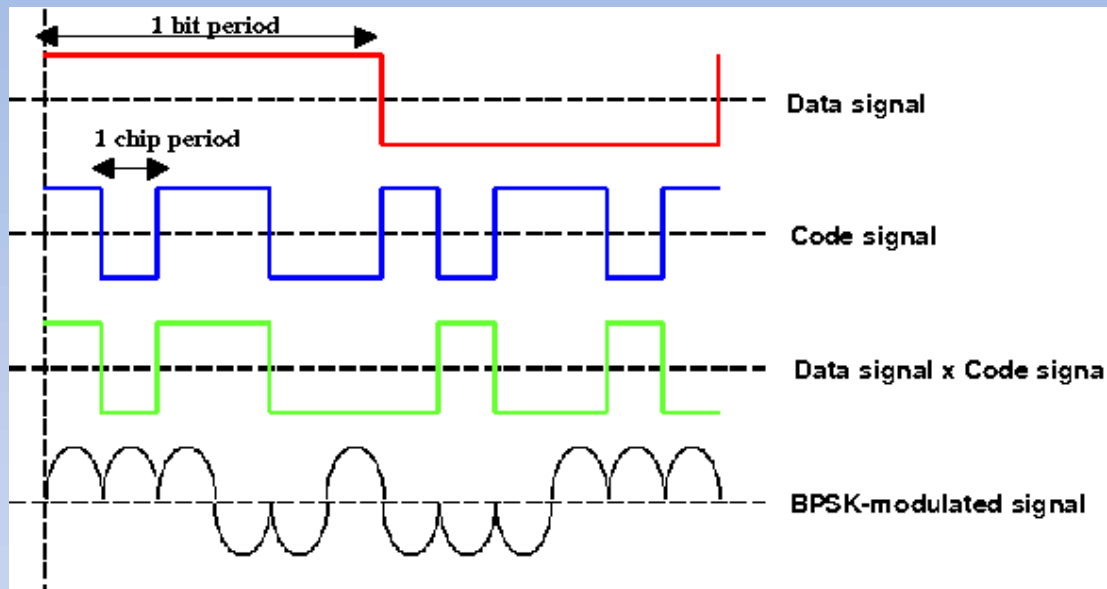 1 bit period
Data signal
1 chip period
Code signal
Data signal x Code signa
BPSK-modulated signal